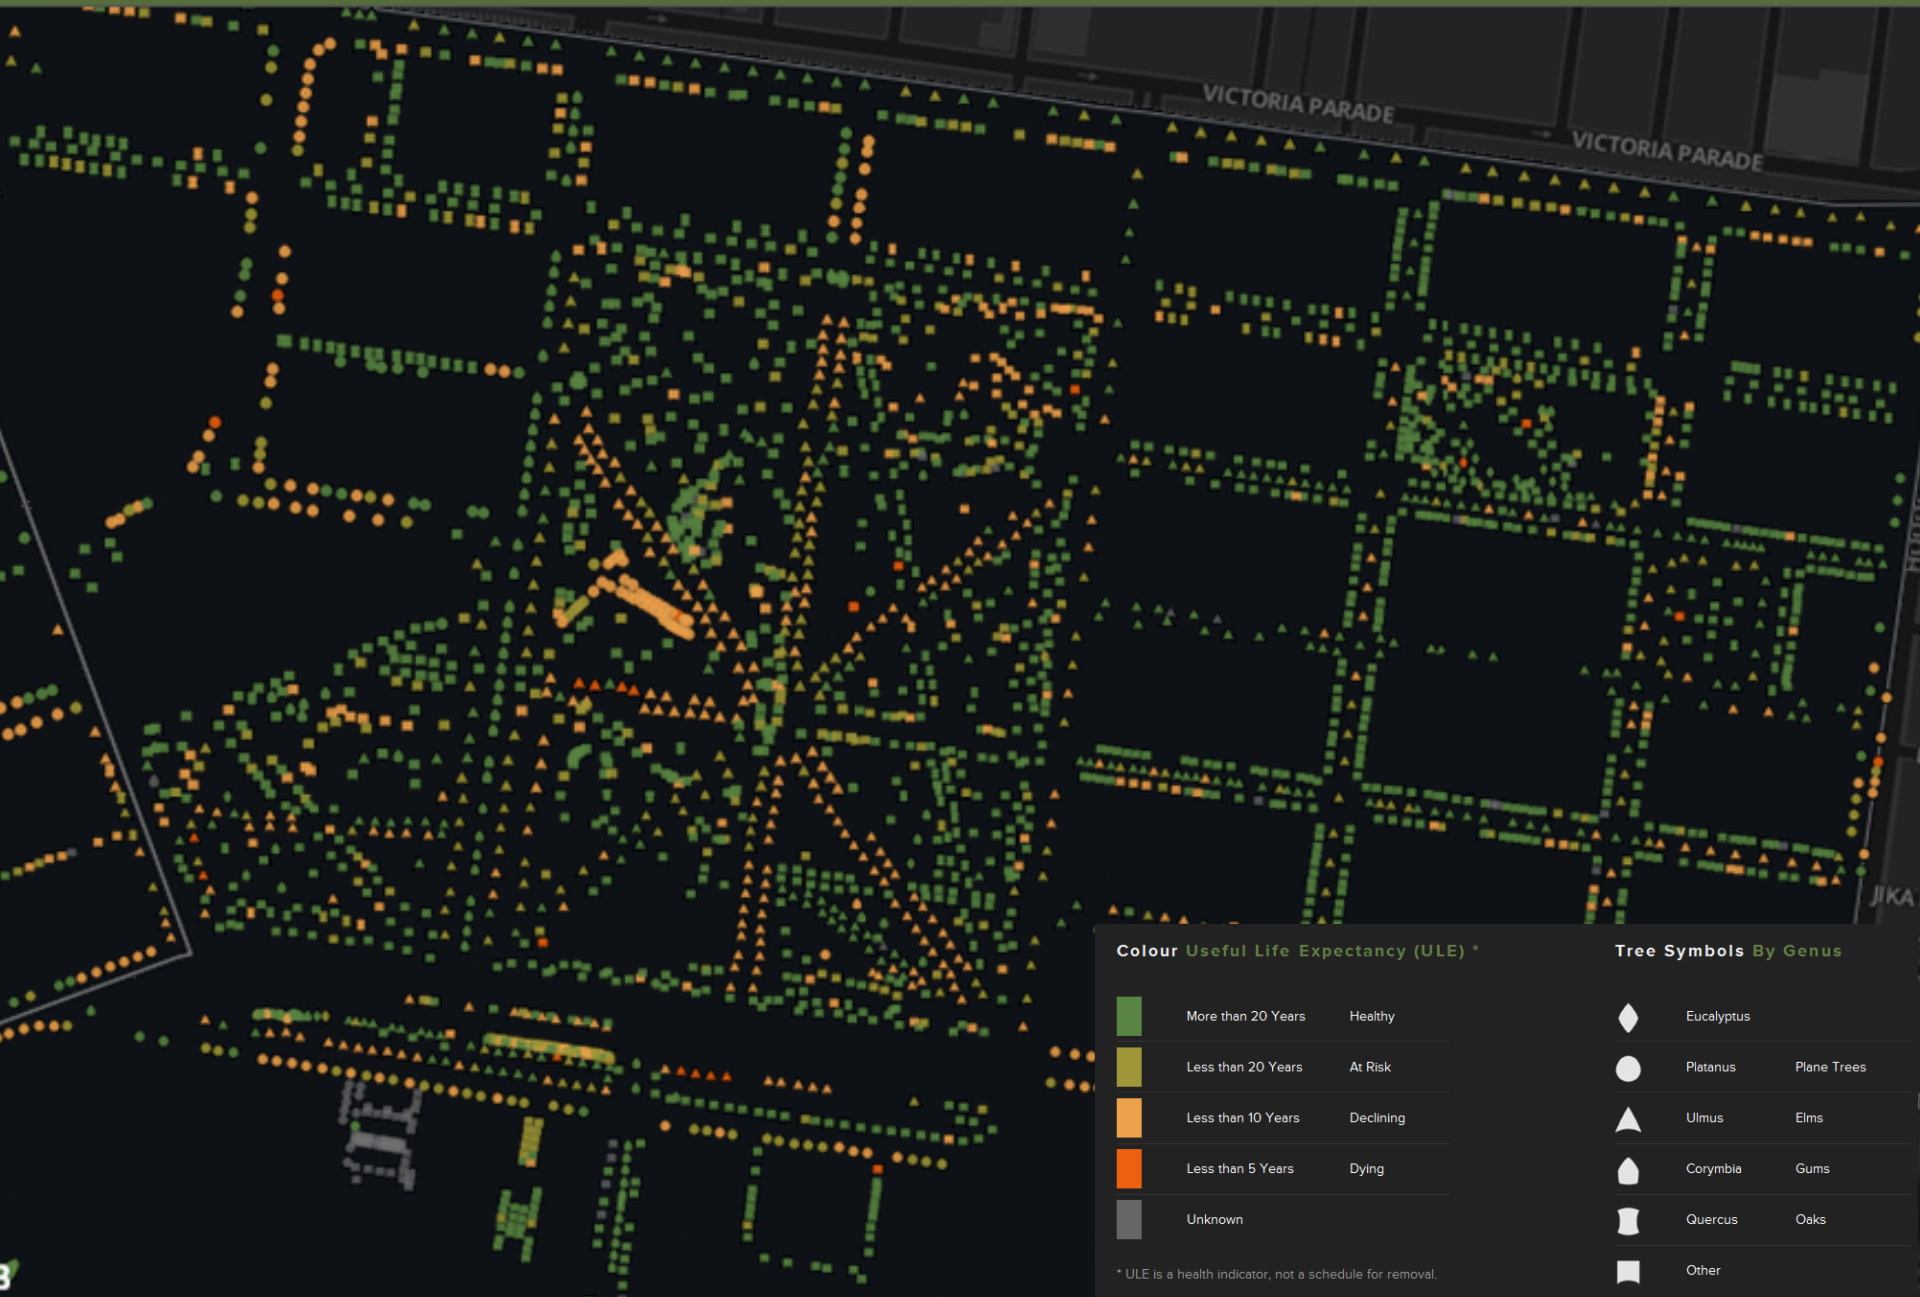 VICTORIA PARADE
VICTORIA PARADE
JIKA
Colour Useful Life Expectancy (ULE) *
More than 20 Years Healthy
Less than 20 Years At Risk
Less than 10 Years Declining
Less than 5 Years Dying
Unknown
* ULE is a health indicator, not a schedule for removal.
Tree Symbols By Genus
Eucalyptus
Platanus Plane Trees
Ulmus Elms
Corymbia Gums
Quercus Oaks
Other